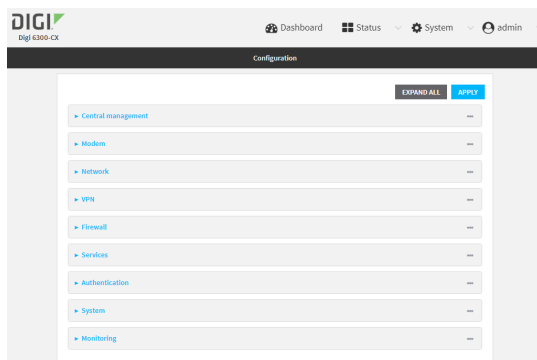 DIGI
Digi 6300-CX
Dashboard Status System admin
Configuration
EXPAND ALL APPLY
Central management
Modem
Network
VPN
Firewall
Services
Authentication
System
Monitoring